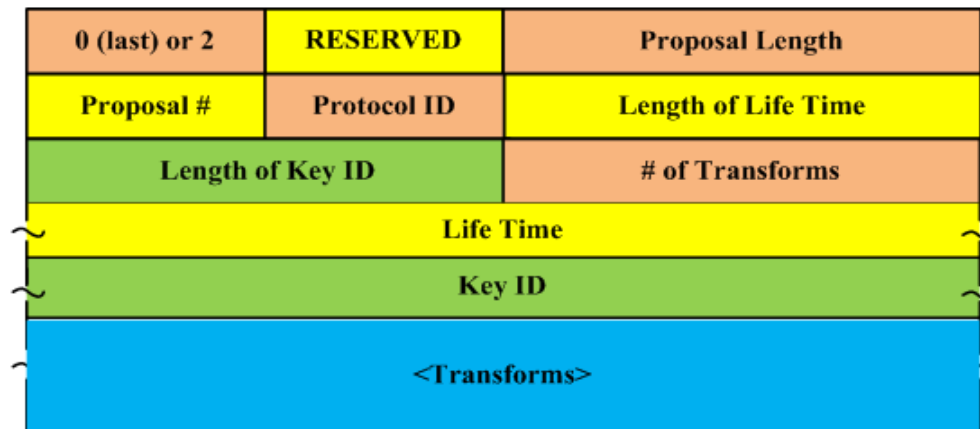 0 (last) or 2
RESERVED
Proposal Length
Proposal #
Protocol ID
Length of Life Time
Length of Key ID
# of Transforms
Life Time
Key ID
<Transforms>